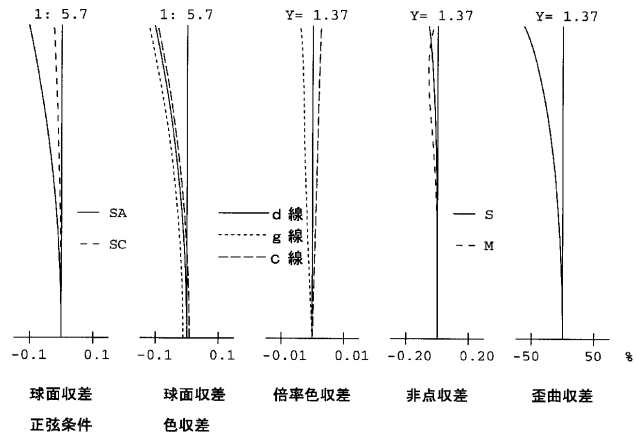 1: 5.7 1: 5.7 Y= 1.37 Y= 1.37 Y= 1.37
SA
SC
d 線
g 線
c 線
S
M
-0.1 0.1 -0.1 0.1 -0.01 0.01 -0.20 0.20 -50 50 %
球面収差 球面収差 倍率色収差 非点収差 歪曲収差
正弦条件 色収差